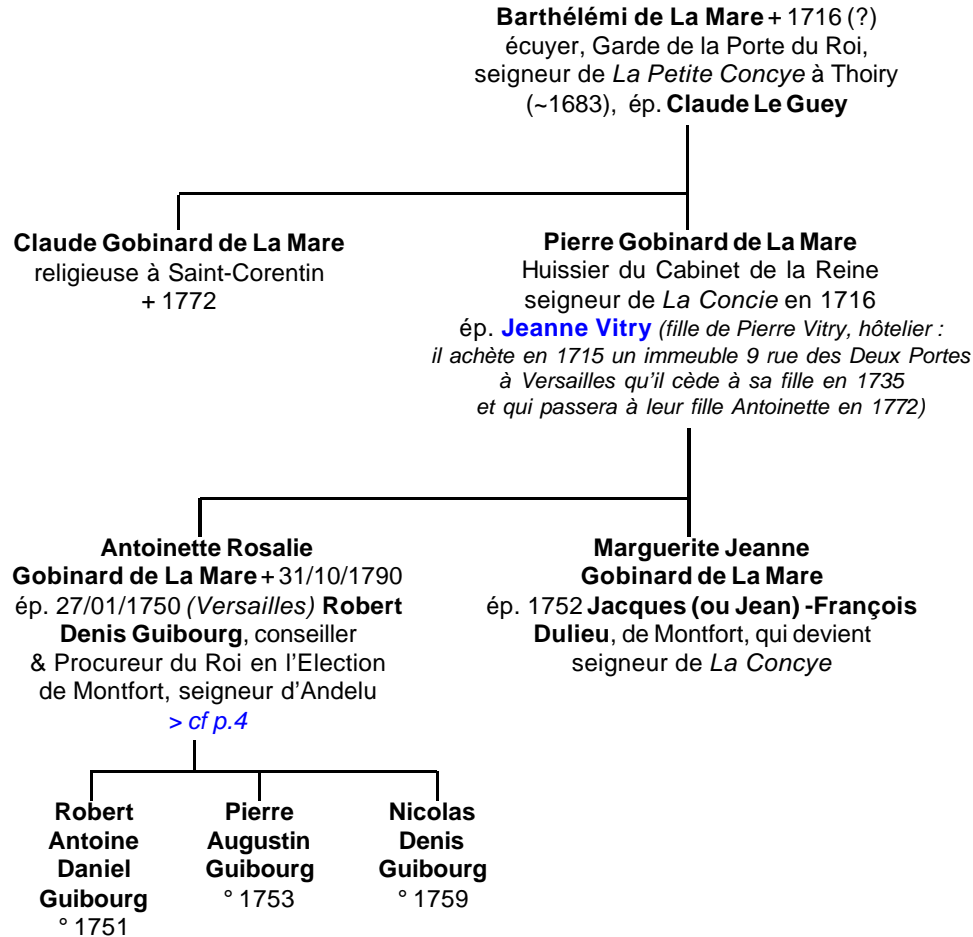 Barthélémi de La Mare + 1716 (?)
écuyer, Garde de la Porte du Roi,
seigneur de La Petite Concye à Thoiry
(~1683), ép. Claude Le Guey
Claude Gobinard de La Mare
religieuse à Saint-Corentin
+ 1772
Pierre Gobinard de La Mare
Huissier du Cabinet de la Reine
seigneur de La Concie en 1716
ép. Jeanne Vitry (fille de Pierre Vitry, hôtelier :
il achète en 1715 un immeuble 9 rue des Deux Portes
à Versailles qu'il cède à sa fille en 1735
et qui passera à leur fille Antoinette en 1772)
Antoinette Rosalie
Gobinard de La Mare + 31/10/1790
ép. 27/01/1750 (Versailles) Robert
Denis Guibourg, conseiller
& Procureur du Roi en l'Election
de Montfort, seigneur d'Andelu
> cf p.4
Marguerite Jeanne
Gobinard de La Mare
ép. 1752 Jacques (ou Jean) -François
Dulieu, de Montfort, qui devient
seigneur de La Concye
Robert
Antoine
Daniel
Guibourg
° 1751
Pierre
Augustin
Guibourg
° 1753
Nicolas
Denis
Guibourg
° 1759